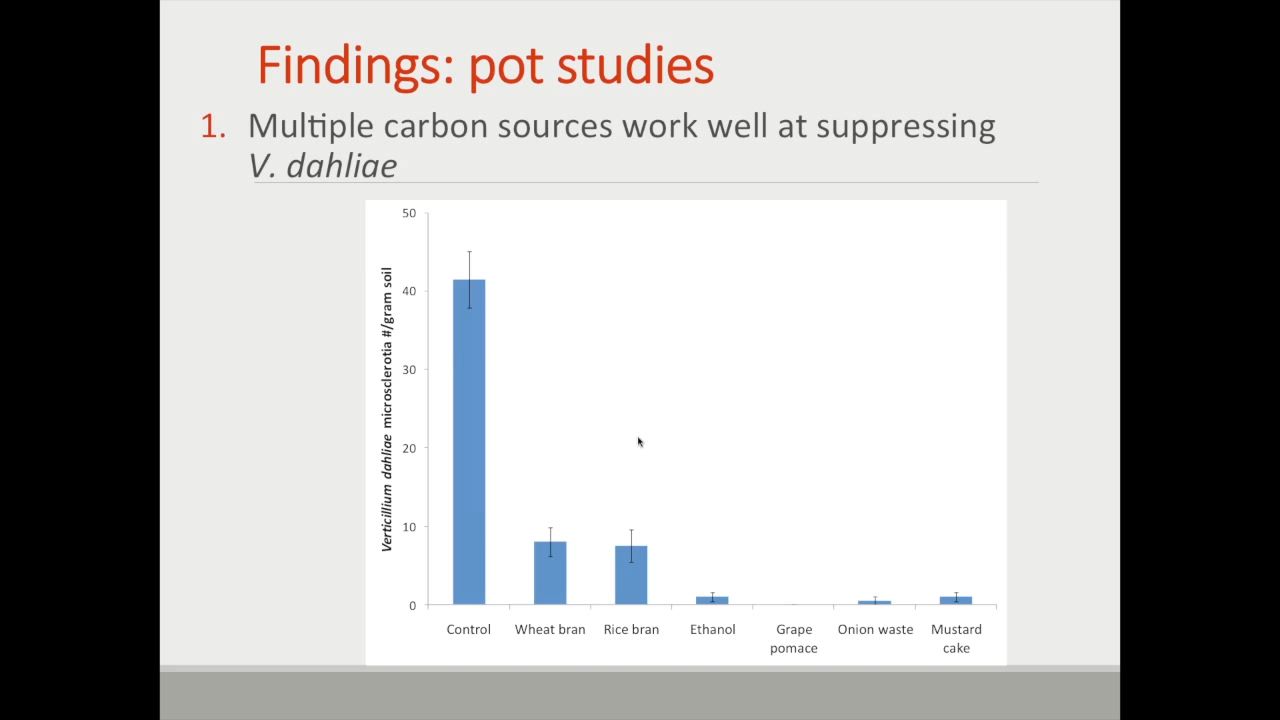 Findings: pot studies
1. Multiple carbon sources work well at suppressing
V. dahliae
Verticillium dahliae microsclerotia #/gram soil
50
40
30
20
10
0
Control Wheat bran Rice bran Ethanol Grape pomace Onion waste Mustard cake